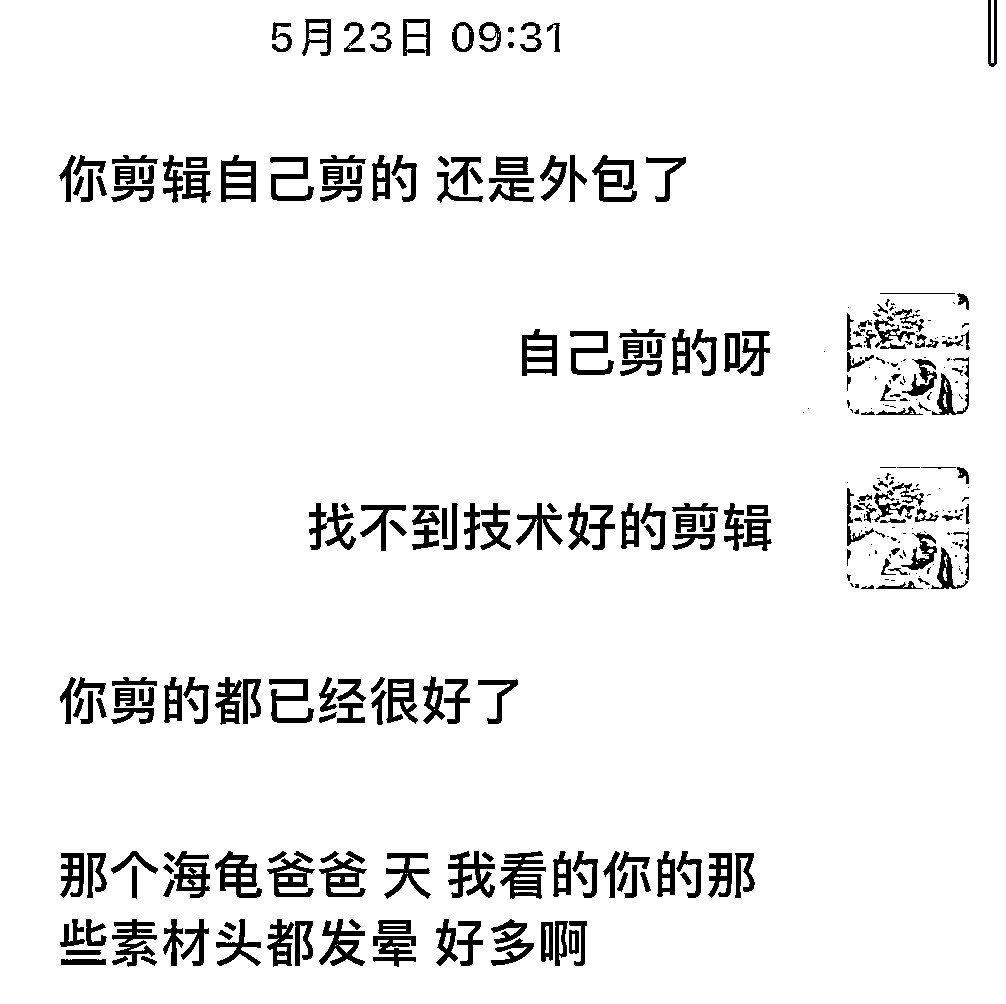 5月23日 09:31
你剪辑自己剪的 还是外包了
自己剪的呀
找不到技术好的剪辑
你剪的都已经很好了
那个海龟爸爸 天 我看的你的那
些素材头都发晕 好多啊